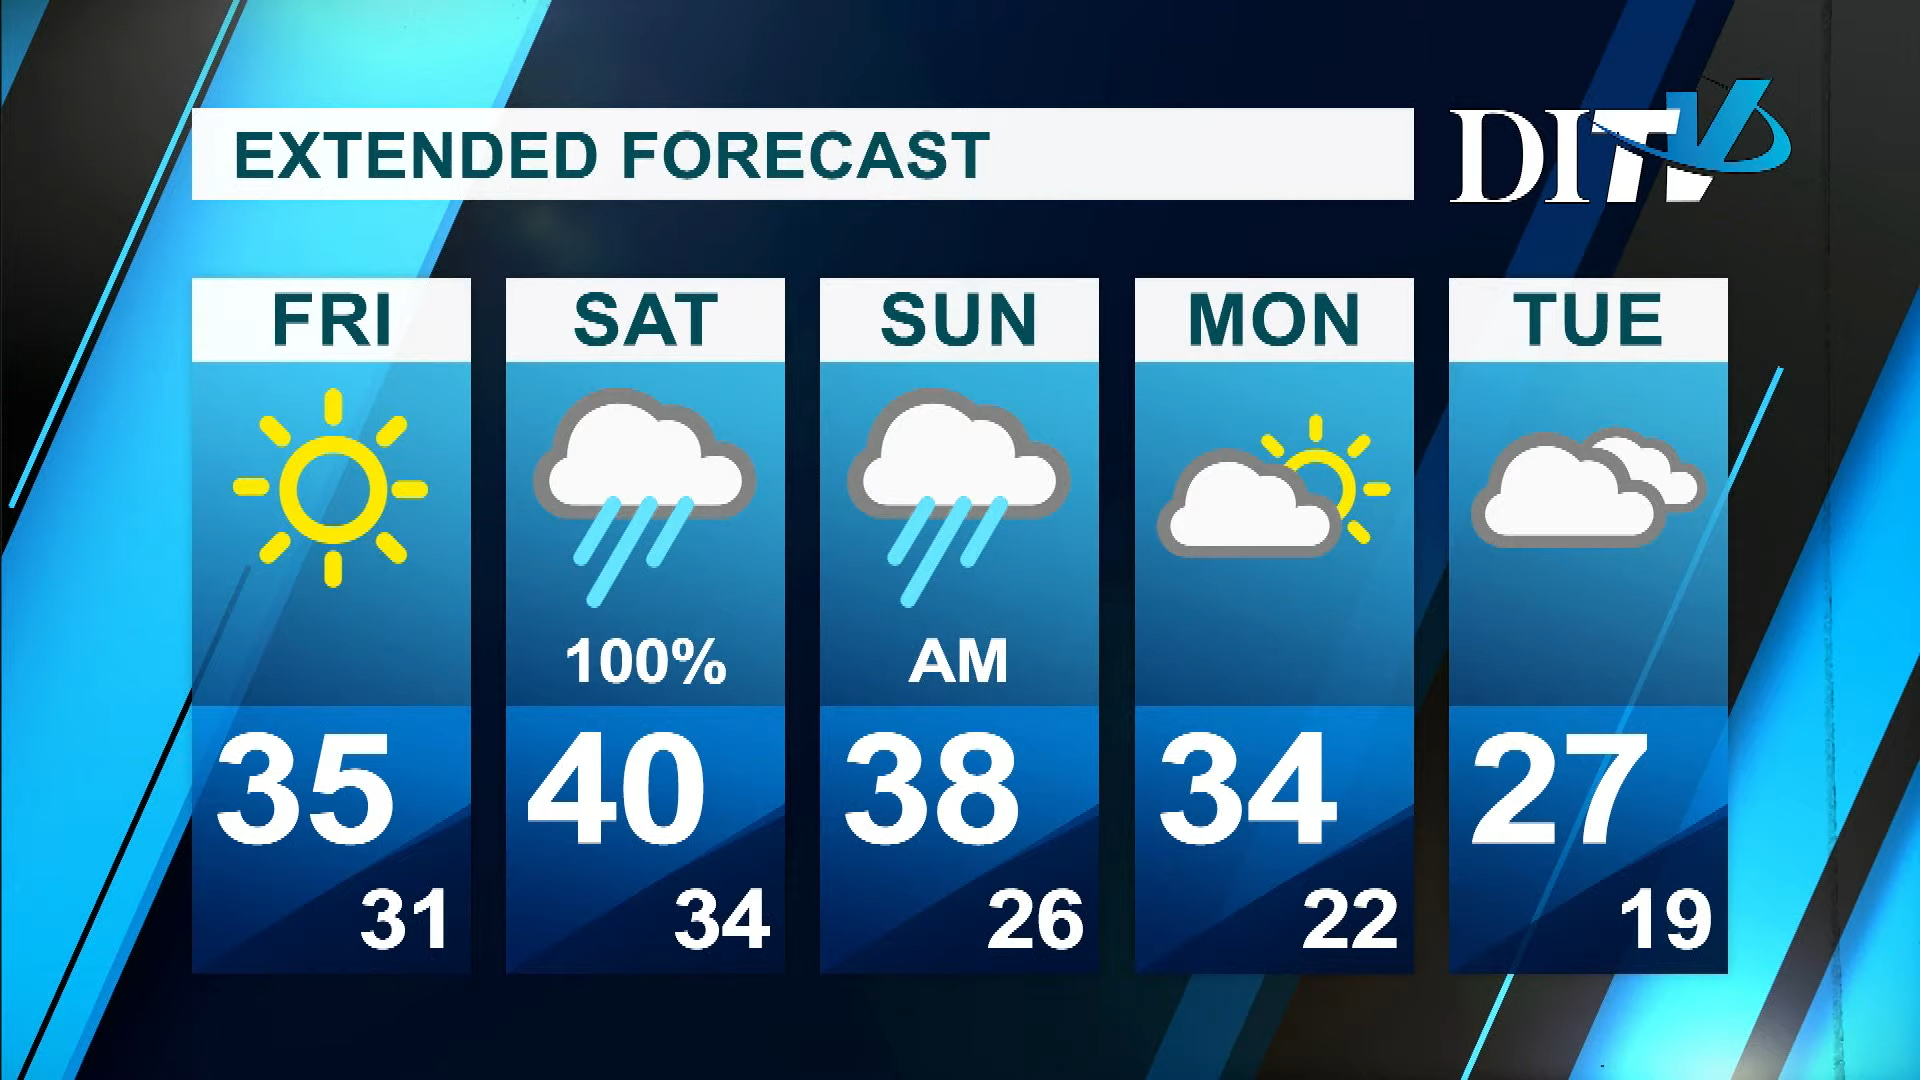 EXTENDED FORECAST
DITV
FRI
SAT
SUN
MON
TUE
100%
AM
35
40
38
34
27
31
34
26
22
19